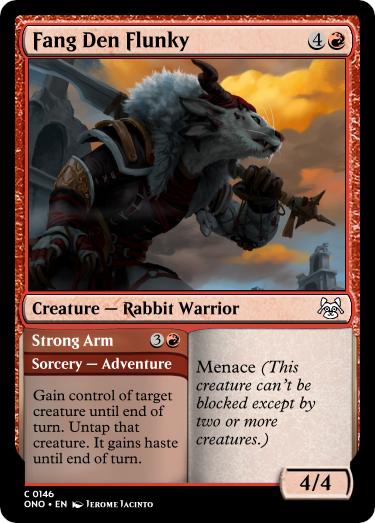 Fang Den Flunky 4
Creature — Rabbit Warrior
Strong Arm 3
Sorcery — Adventure
Gain control of target
creature until end of
turn. Untap that
creature. It gains haste
until end of turn.
Menace (This
creature can't be
blocked except by
two or more
creatures.)
4/4
C 0146
ONO • EN Jerome Jacinto